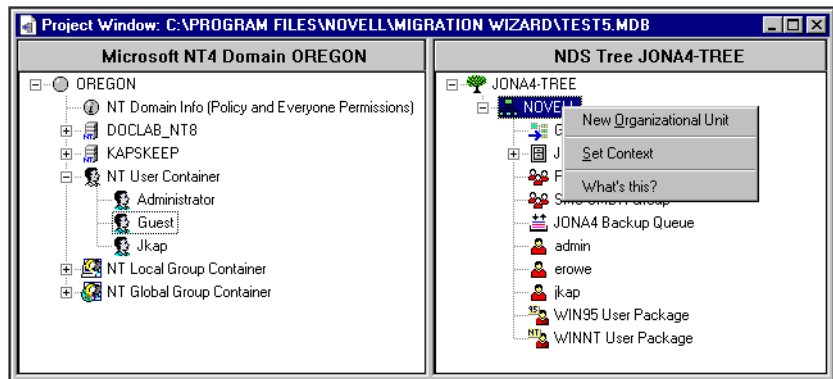 Project Window: C:\PROGRAM FILES\NOVELL\MIGRATION WIZARD\TEST5.MDB
Microsoft NT4 Domain OREGON
OREGON
NT Domain Info (Policy and Everyone Permissions)
DOCLAB_NT8
KAPSKEEP
NT User Container
Administrator
Guest
Jkap
NT Local Group Container
NT Global Group Container
NDS Tree JONA4-TREE
JONA4-TREE
NOVELL
New Organizational Unit
Set Context
What's this?
JONA4 Backup Queue
admin
erowe
jkap
WIN95 User Package
WINNT User Package